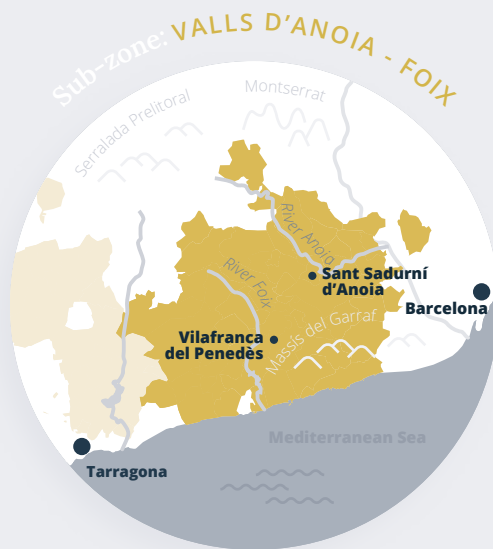 Sub-zone: VALLS D’ANOIA - FOIX
Montserrat
Serralada Prelitoral
River Anoia
Sant Sadurní
d’Anoia
River Foix
Barcelona
Massís del Garraf
Vilafranca
del Penedès
Mediterranean Sea
Tarragona